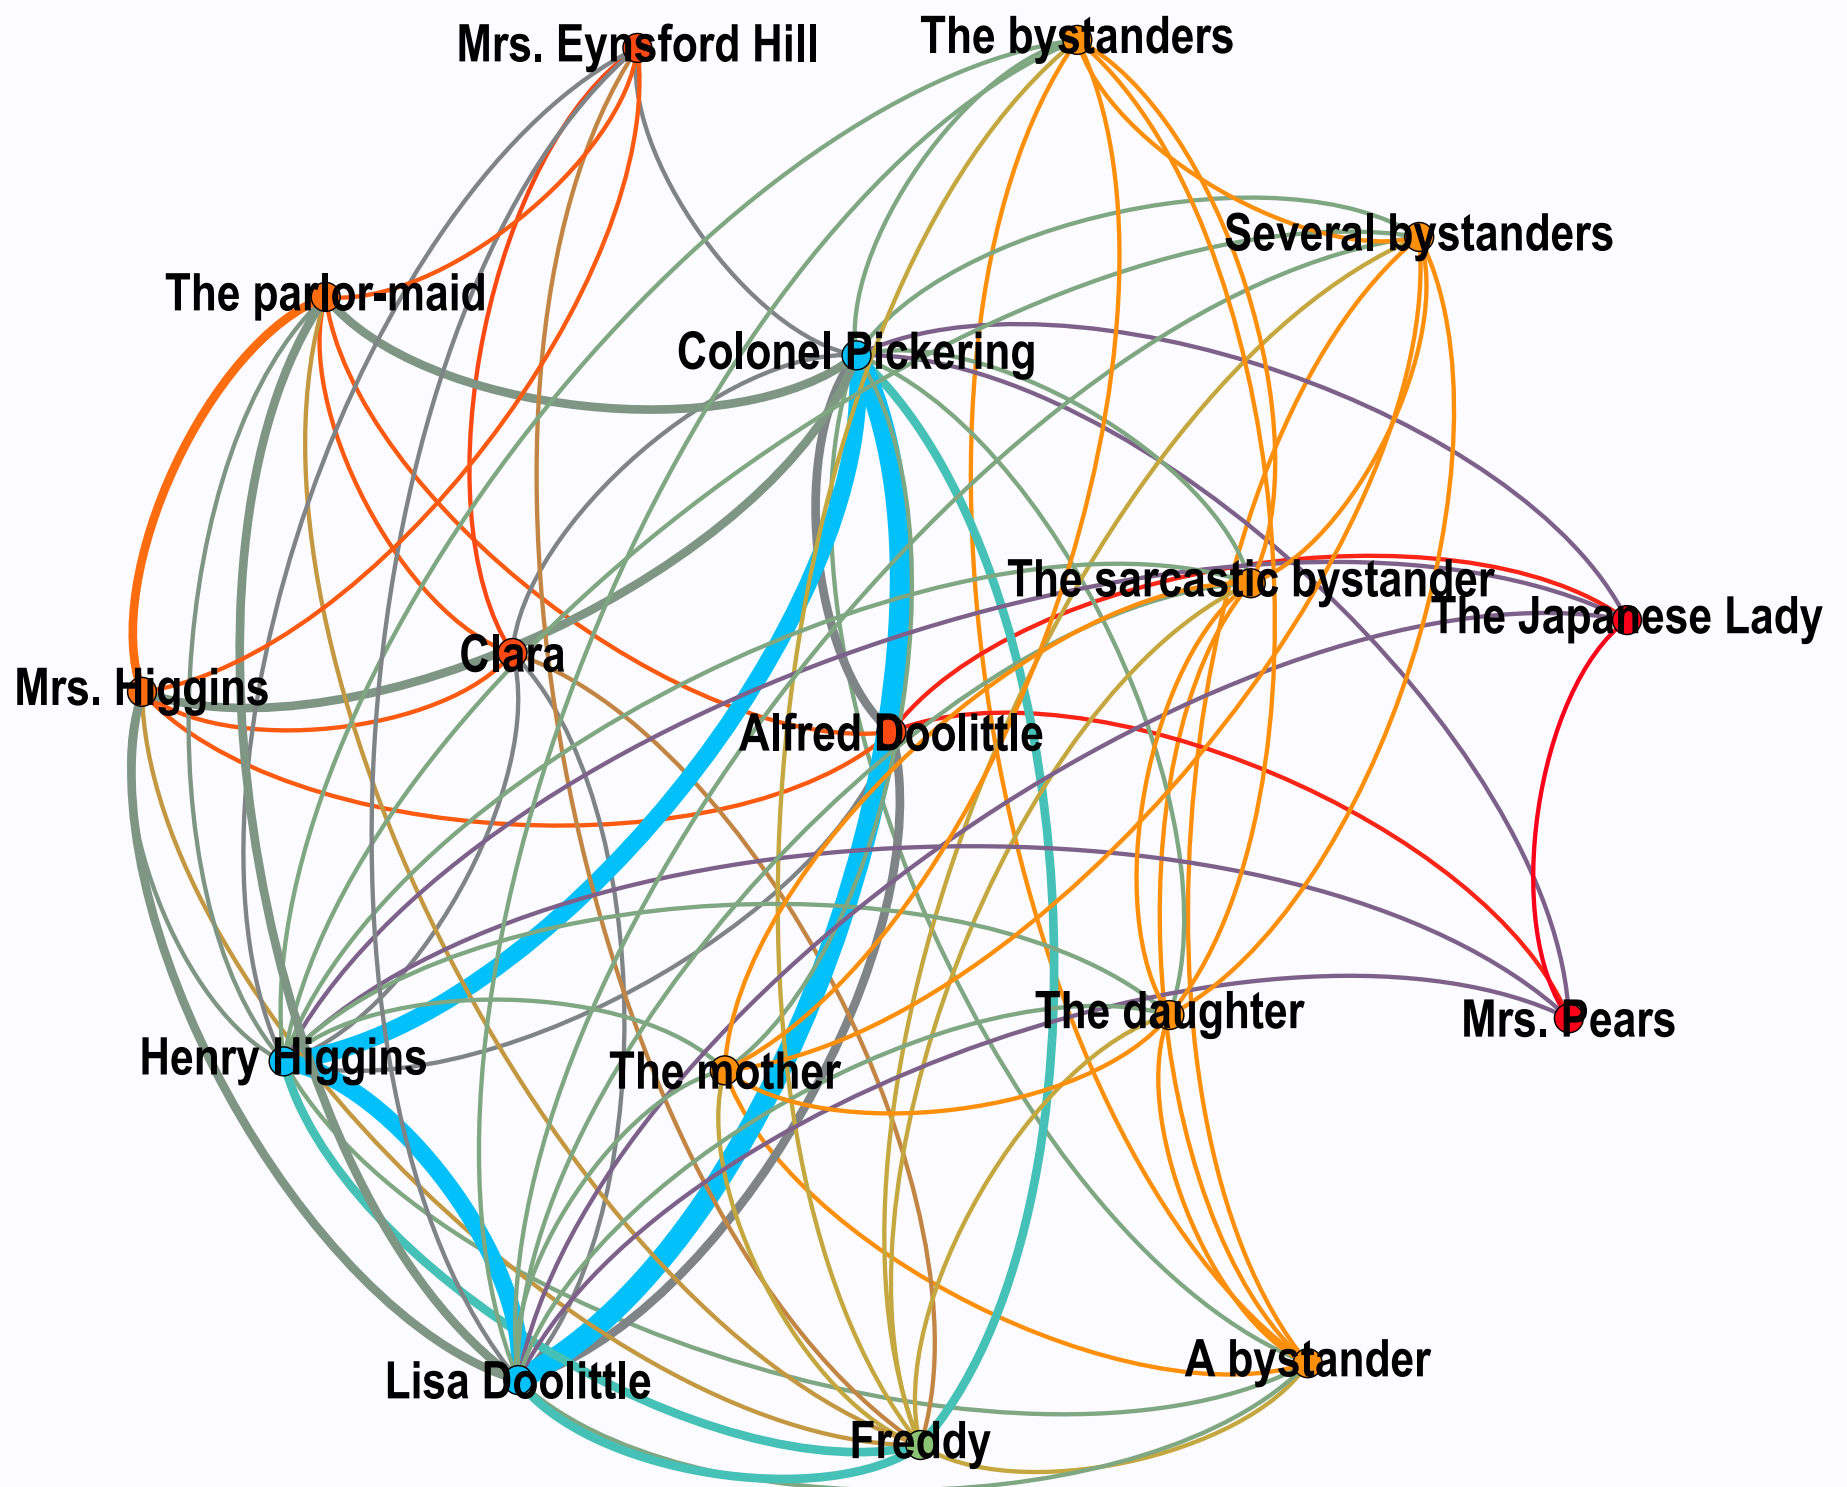 Mrs. Eynsford Hill
The bystanders
Several bystanders
The parlor-maid
Colonel Pickering
The sarcastic bystander
The Japanese Lady
Clara
Mrs. Higgins
Alfred Doolittle
The daughter
Mrs. Pears
Henry Higgins
The mother
A bystander
Lisa Doolittle
Freddy